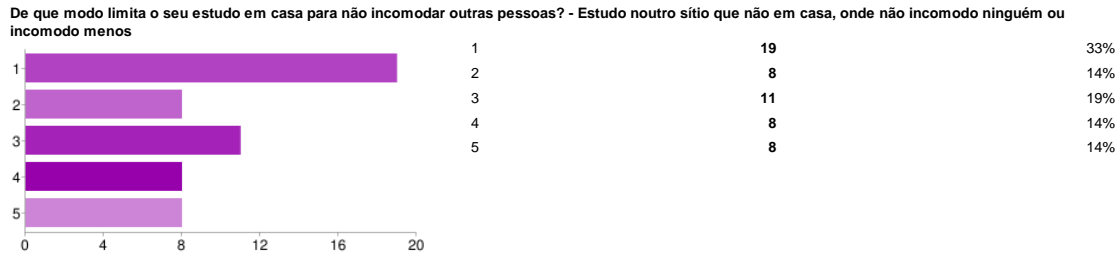 De que modo limita o seu estudo em casa para não incomodar outras pessoas? - Estudo noutro sítio que não em casa, onde não incomodo ninguém ou
incomodo menos
1
2
3
4
5
0 4 8 12 16 20
1 19 33%
2 8 14%
3 11 19%
4 8 14%
5 8 14%